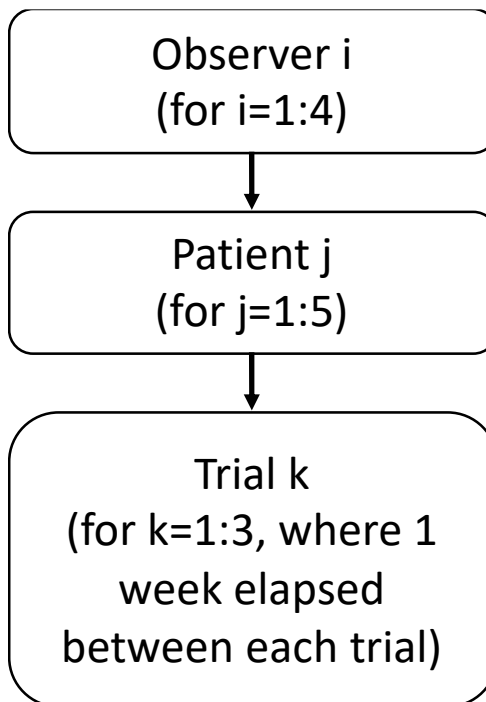 Observer i
(for i=1:4)
Patient j
(for j=1:5)
Trial k
(for k=1:3, where 1
week elapsed
between each trial)